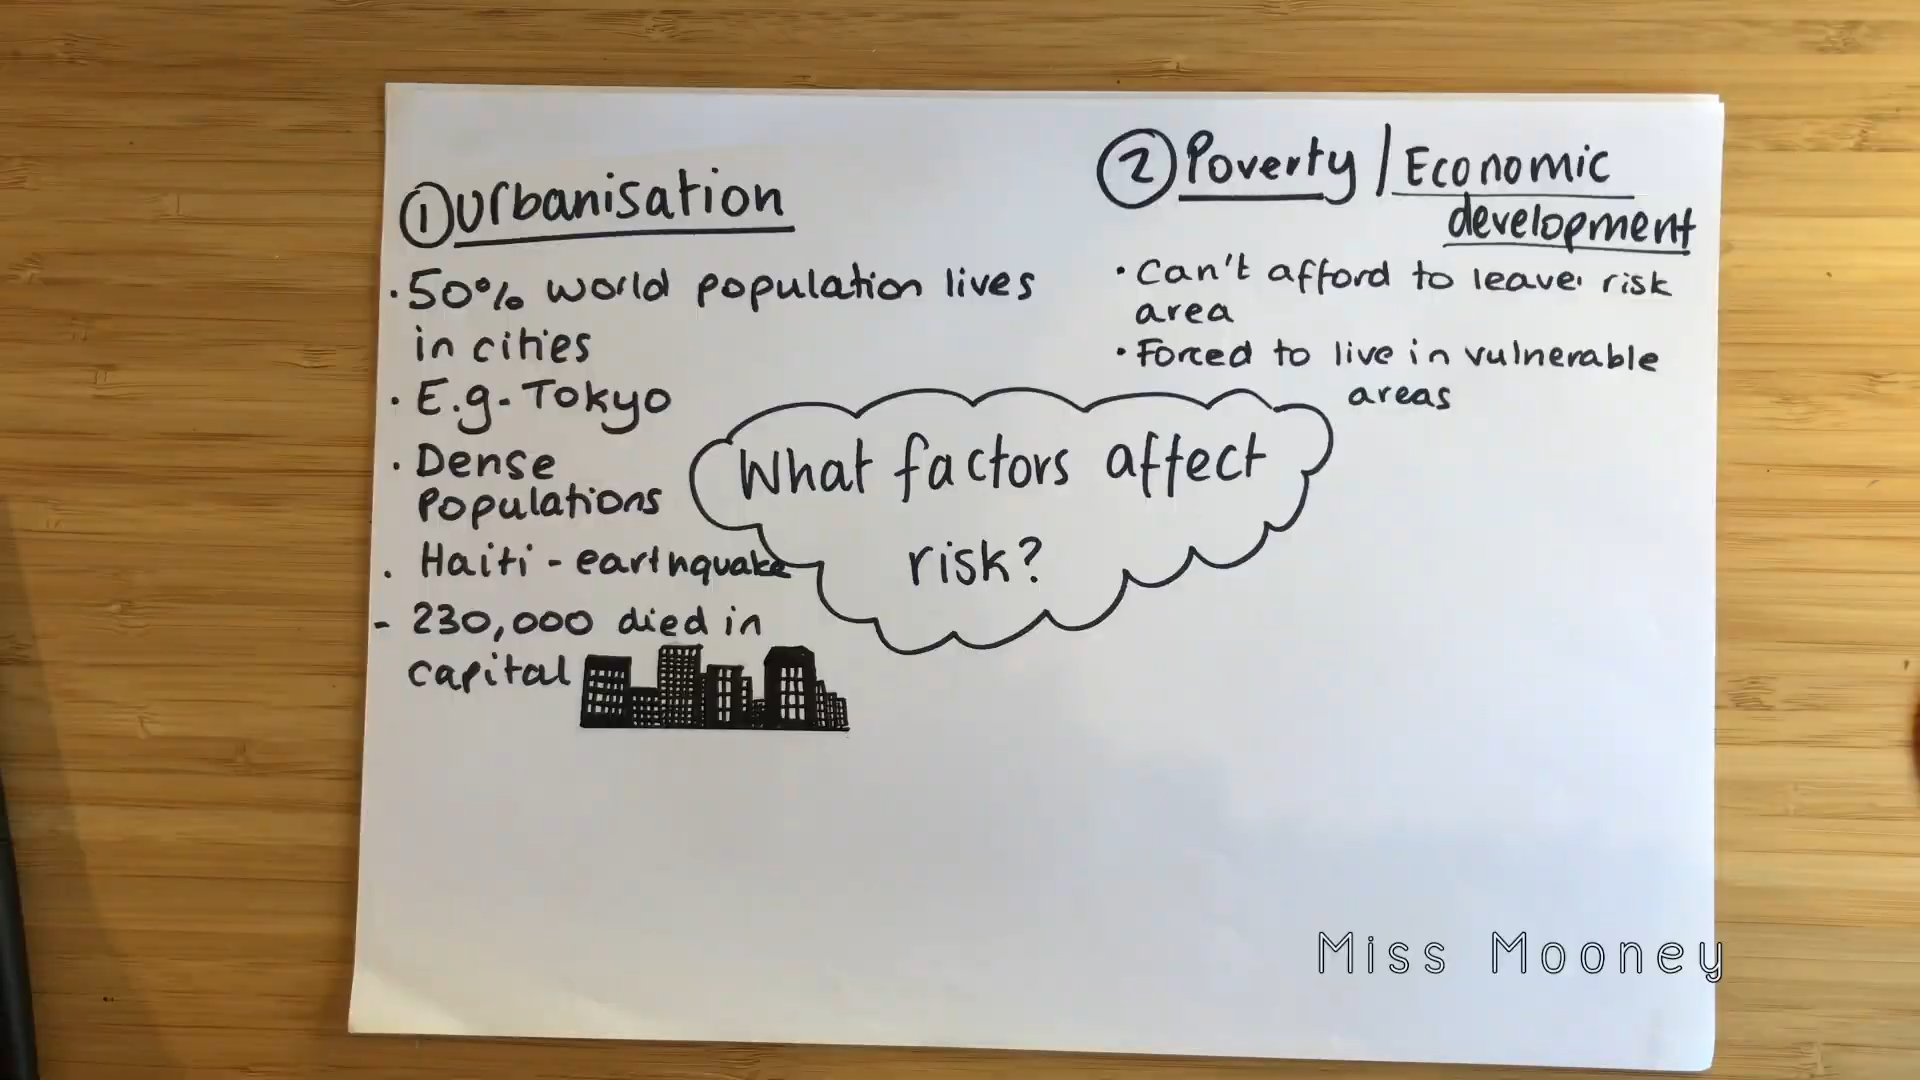 ① Urbanisation
· 50% world population lives
in cities
· E.g. Tokyo
· Dense
populations
· Haiti - earthquake
- 230,000 died in
capital
② Poverty / Economic
development
· Can't afford to leave risk
area
· Forced to live in vulnerable
areas
What factors affect
risk?
Miss Mooney